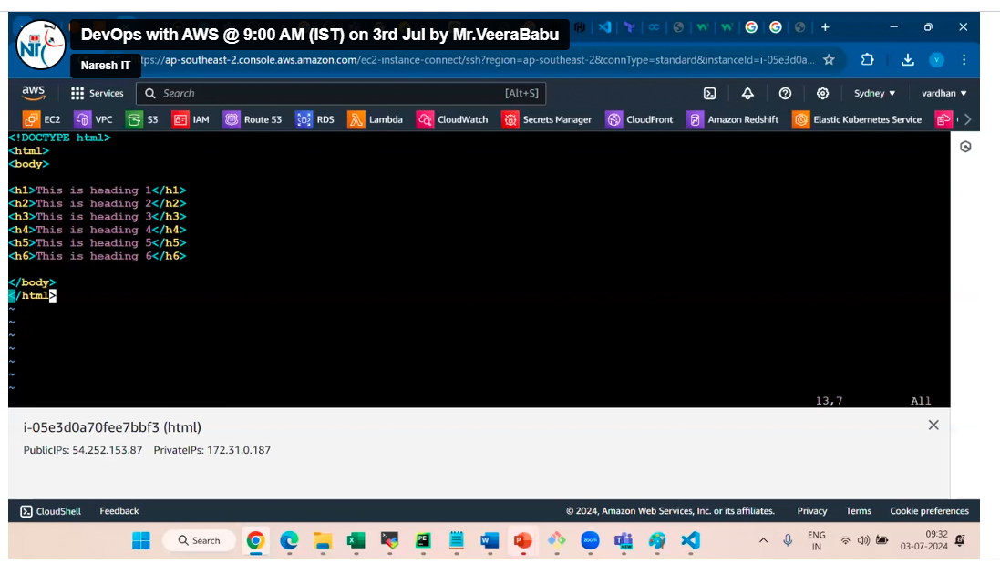 DevOps with AWS @ 9:00 AM (IST) on 3rd Jul by Mr.VeeraBabu
Naresh IT
NiT
tps://ap-southeast-2.console.aws.amazon.com/ec2-instance-connect/ssh?region=ap-southeast-2&connType=standard&instanceId=i-05e3d0a...
aws Services Search [Alt+S] Sydney vardhan
EC2 VPC S3 IAM Route 53 RDS Lambda CloudWatch Secrets Manager CloudFront Amazon Redshift Elastic Kubernetes Service
<!DOCTYPE html>
<html>
<body>
<h1>This is heading 1</h1>
<h2>This is heading 2</h2>
<h3>This is heading 3</h3>
<h4>This is heading 4</h4>
<h5>This is heading 5</h5>
<h6>This is heading 6</h6>
</body>
</html>
~
~
~
~
~
~
~
13,7 All
i-05e3d0a70fee7bbf3 (html)
PublicIPs: 54.252.153.87 PrivateIPs: 172.31.0.187
CloudShell Feedback © 2024, Amazon Web Services, Inc. or its affiliates. Privacy Terms Cookie preferences
Search ENG 09:32
IN 03-07-2024